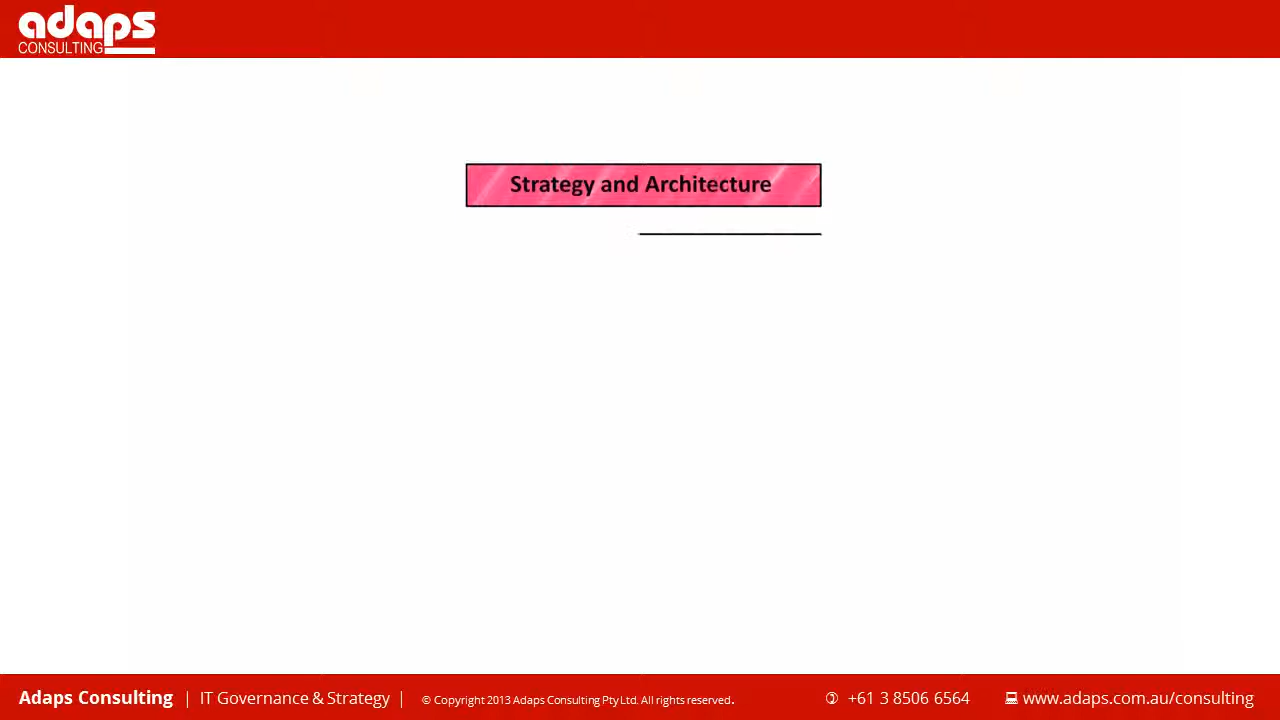 adaps
CONSULTING
Strategy and Architecture
Adaps Consulting | IT Governance & Strategy | © Copyright 2013 Adaps Consulting Pty Ltd. All rights reserved. +61 3 8506 6564 www.adaps.com.au/consulting